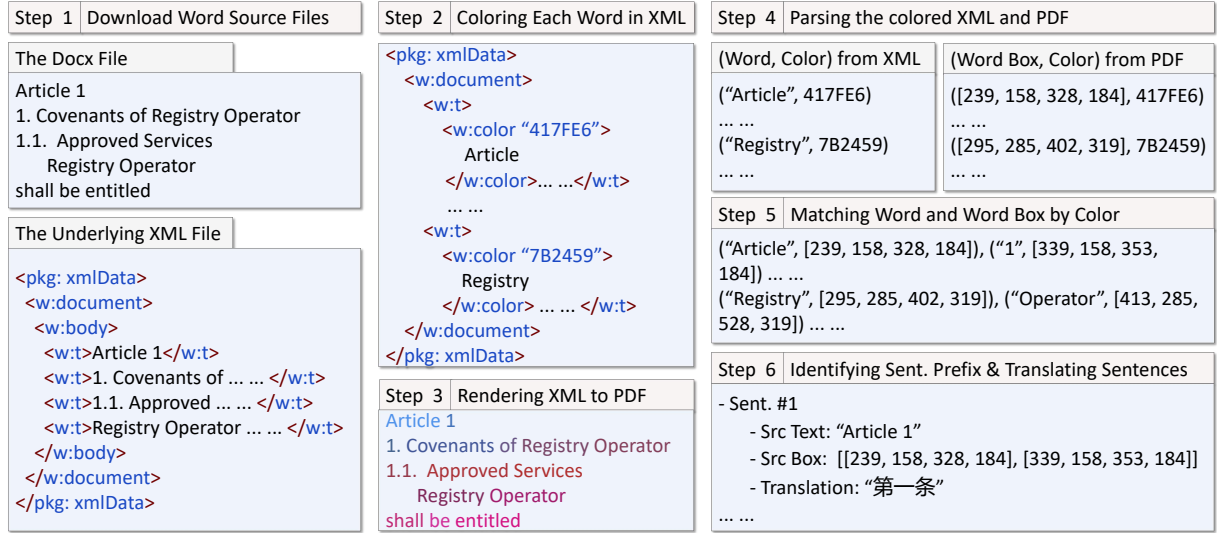 Step 1 Download Word Source Files
The Docx File
Article 1
1. Covenants of Registry Operator
1.1. Approved Services
Registry Operator
shall be entitled
The Underlying XML File
<pkg: xmlData>
<w:document>
<w:body>
<w:t>Article 1</w:t>
<w:t>1. Covenants of ... ... </w:t>
<w:t>1.1. Approved ... ... </w:t>
<w:t>Registry Operator ... ... </w:t>
</w:body>
</w:document>
</pkg: xmlData>
Step 2 Coloring Each Word in XML
<pkg: xmlData>
<w:document>
<w:t>
<w:color “417FE6”>
Article
</w:color>... ...</w:t>
... ...
<w:t>
<w:color “7B2459”>
Registry
</w:color> ... ... </w:t>
</w:document>
</pkg: xmlData>
Step 3 Rendering XML to PDF
Article 1
1. Covenants of Registry Operator
1.1. Approved Services
Registry Operator
shall be entitled
Step 4 Parsing the colored XML and PDF
(Word, Color) from XML
(“Article”, 417FE6)
... ...
(“Registry”, 7B2459)
... ...
(Word Box, Color) from PDF
([239, 158, 328, 184], 417FE6)
... ...
([295, 285, 402, 319], 7B2459)
... ...
Step 5 Matching Word and Word Box by Color
(“Article”, [239, 158, 328, 184]), (“1”, [339, 158, 353,
184]) ... ...
(“Registry”, [295, 285, 402, 319]), (“Operator”, [413, 285,
528, 319]) ... ...
Step 6 Identifying Sent. Prefix & Translating Sentences
- Sent. #1
- Src Text: “Article 1”
- Src Box: [[239, 158, 328, 184], [339, 158, 353, 184]]
- Translation: “第一条”
... ...